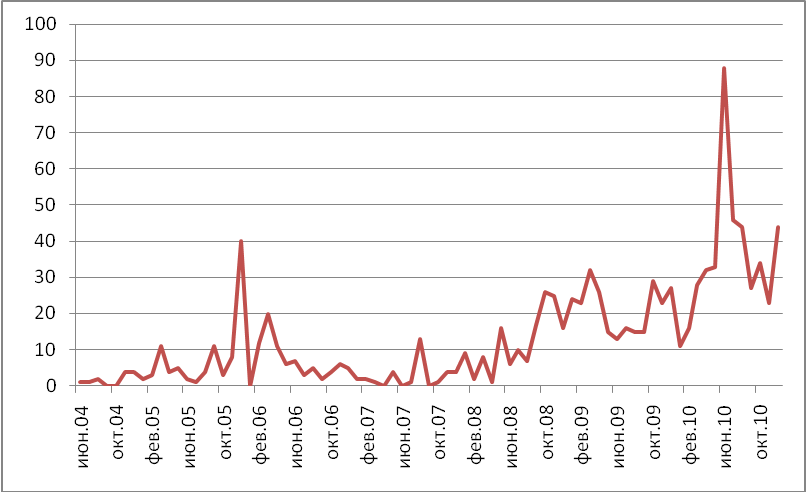 100
90
80
70
60
50
40
30
20
10
0
июн.04
окт.04
фев.05
июн.05
окт.05
фев.06
июн.06
окт.06
фев.07
июн.07
окт.07
фев.08
июн.08
окт.08
фев.09
июн.09
окт.09
фев.10
июн.10
окт.10